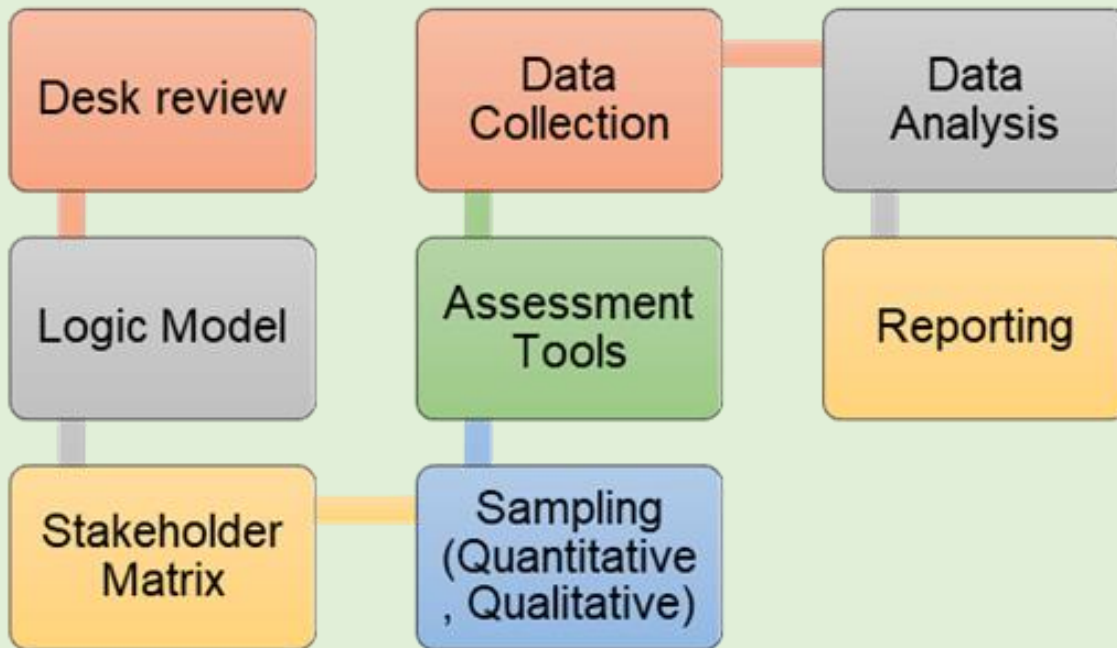 Desk review
Logic Model
Stakeholder
Matrix
Sampling
(Quantitative
, Qualitative)
Assessment
Tools
Data
Collection
Data
Analysis
Reporting